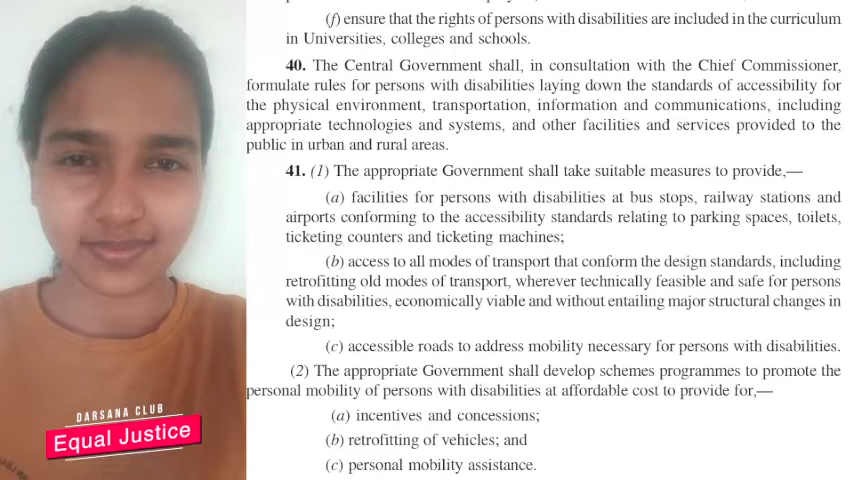 (f) ensure that the rights of persons with disabilities are included in the curriculum
in Universities, colleges and schools.
40. The Central Government shall, in consultation with the Chief Commissioner,
formulate rules for persons with disabilities laying down the standards of accessibility for
the physical environment, transportation, information and communications, including
appropriate technologies and systems, and other facilities and services provided to the
public in urban and rural areas.
41. (1) The appropriate Government shall take suitable measures to provide,—
(a) facilities for persons with disabilities at bus stops, railway stations and
airports conforming to the accessibility standards relating to parking spaces, toilets,
ticketing counters and ticketing machines;
(b) access to all modes of transport that conform the design standards, including
retrofitting old modes of transport, wherever technically feasible and safe for persons
with disabilities, economically viable and without entailing major structural changes in
design;
(c) accessible roads to address mobility necessary for persons with disabilities.
(2) The appropriate Government shall develop schemes programmes to promote the
personal mobility of persons with disabilities at affordable cost to provide for,—
(a) incentives and concessions;
(b) retrofitting of vehicles; and
(c) personal mobility assistance.
DARSANA CLUB
Equal Justice